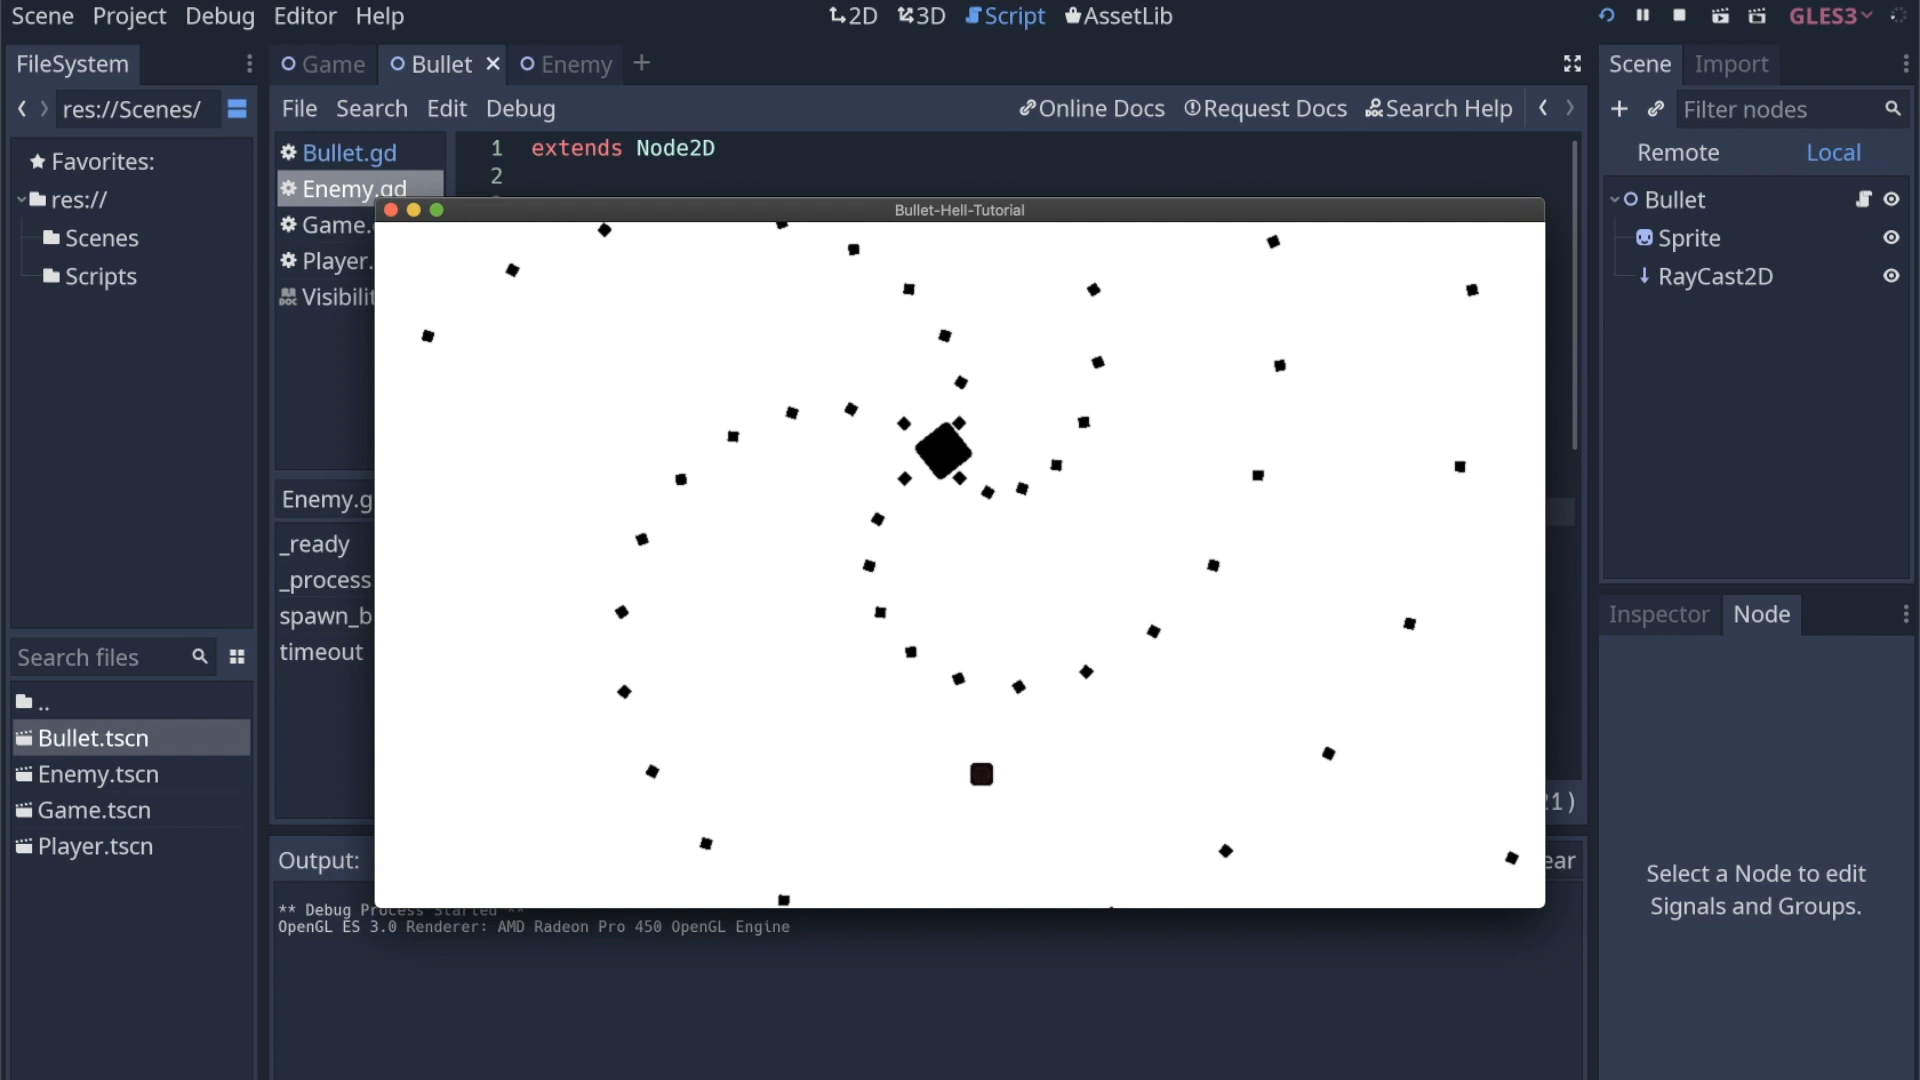 Scene Project Debug Editor Help
2D 3D Script AssetLib
GLES3
FileSystem
Game Bullet Enemy
Scene Import
res://Scenes/
File Search Edit Debug
Online Docs Request Docs Search Help
Filter nodes
Favorites:
res://
Scenes
Scripts
Bullet.gd
Enemy.gd
Game.
Player.
1 extends Node2D
2
Remote Local
Bullet
Sprite
RayCast2D
Bullet-Hell-Tutorial
Enemy.g
_ready
_process
spawn_b
timeout
Inspector Node
Select a Node to edit
Signals and Groups.
Search files
..
Bullet.tscn
Enemy.tscn
Game.tscn
Player.tscn
21)
Output:
ear
** Debug Process Started **
OpenGL ES 3.0 Renderer: AMD Radeon Pro 450 OpenGL Engine